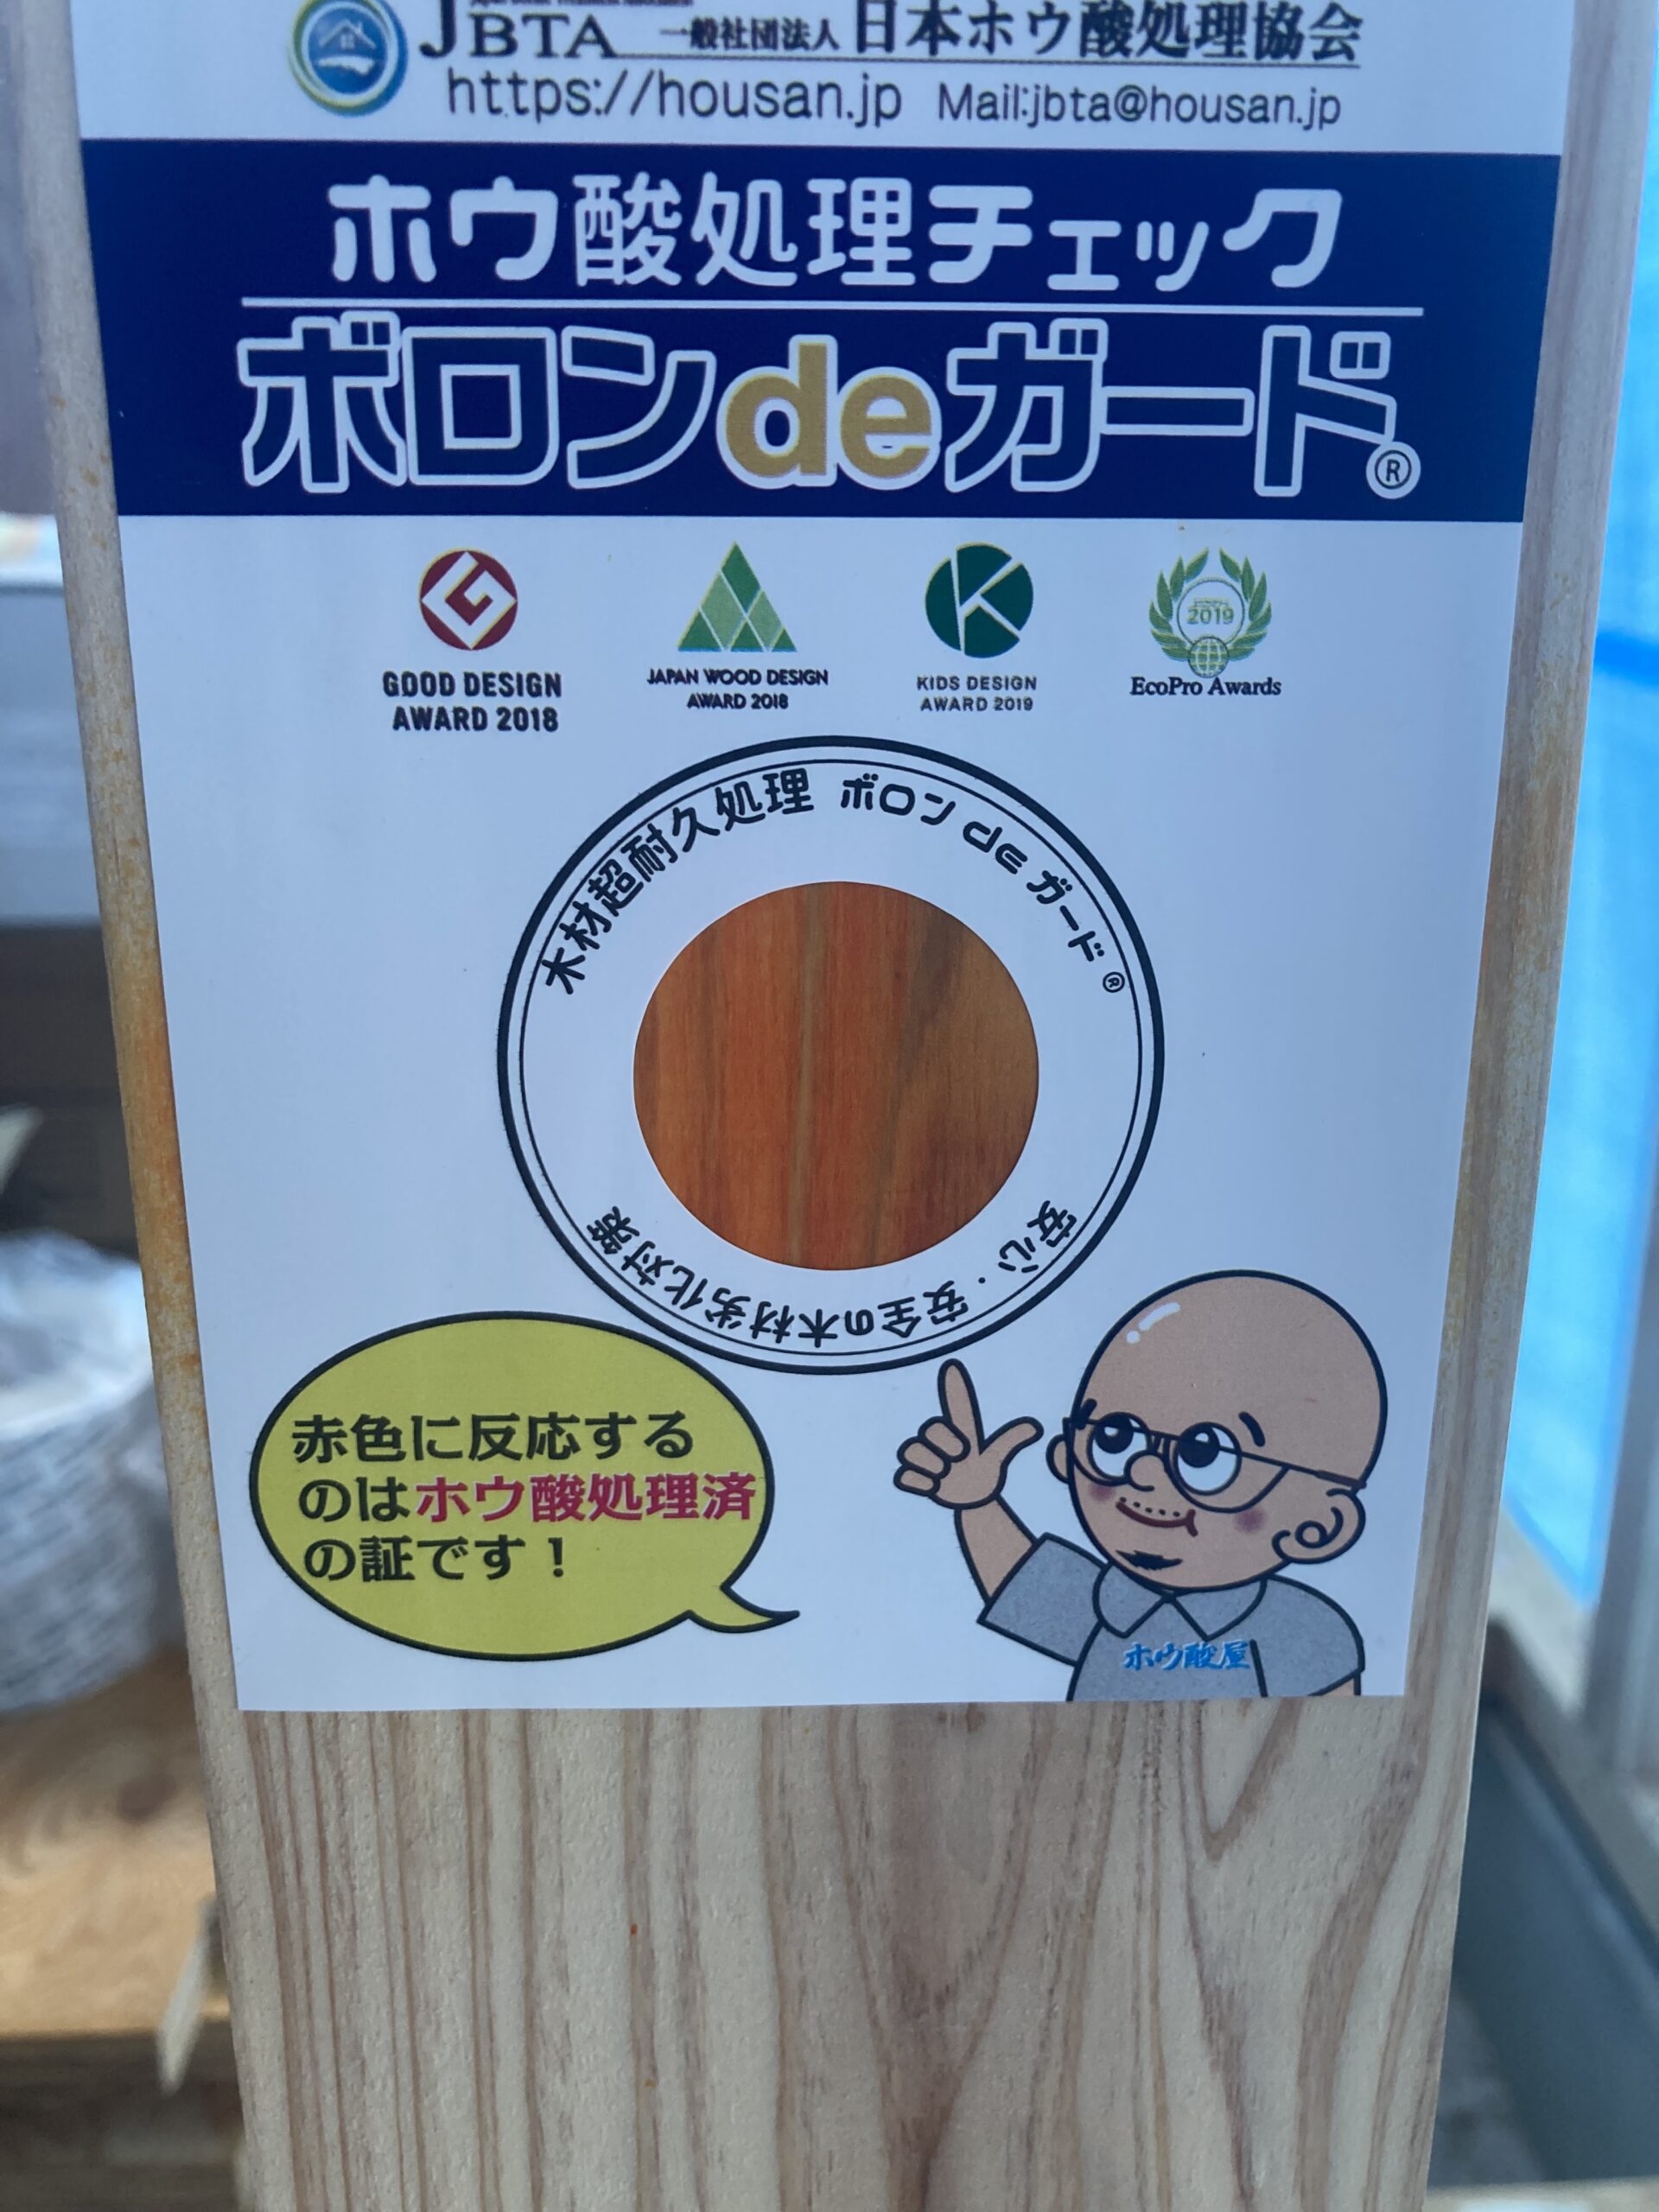 JBTA 一般社団法人 日本ホウ酸処理協会
https://housan.jp Mail:jbta@housan.jp
ホウ酸処理チェック
ボロンdeガード®
GOOD DESIGN
AWARD 2018
JAPAN WOOD DESIGN
AWARD 2018
KIDS DESIGN
AWARD 2019
2019
EcoPro Awards
木材超耐久処理 ボロンdeガード®
安心・安全の木材劣化対策
赤色に反応する
のはホウ酸処理済
の証です！
ホウ酸屋